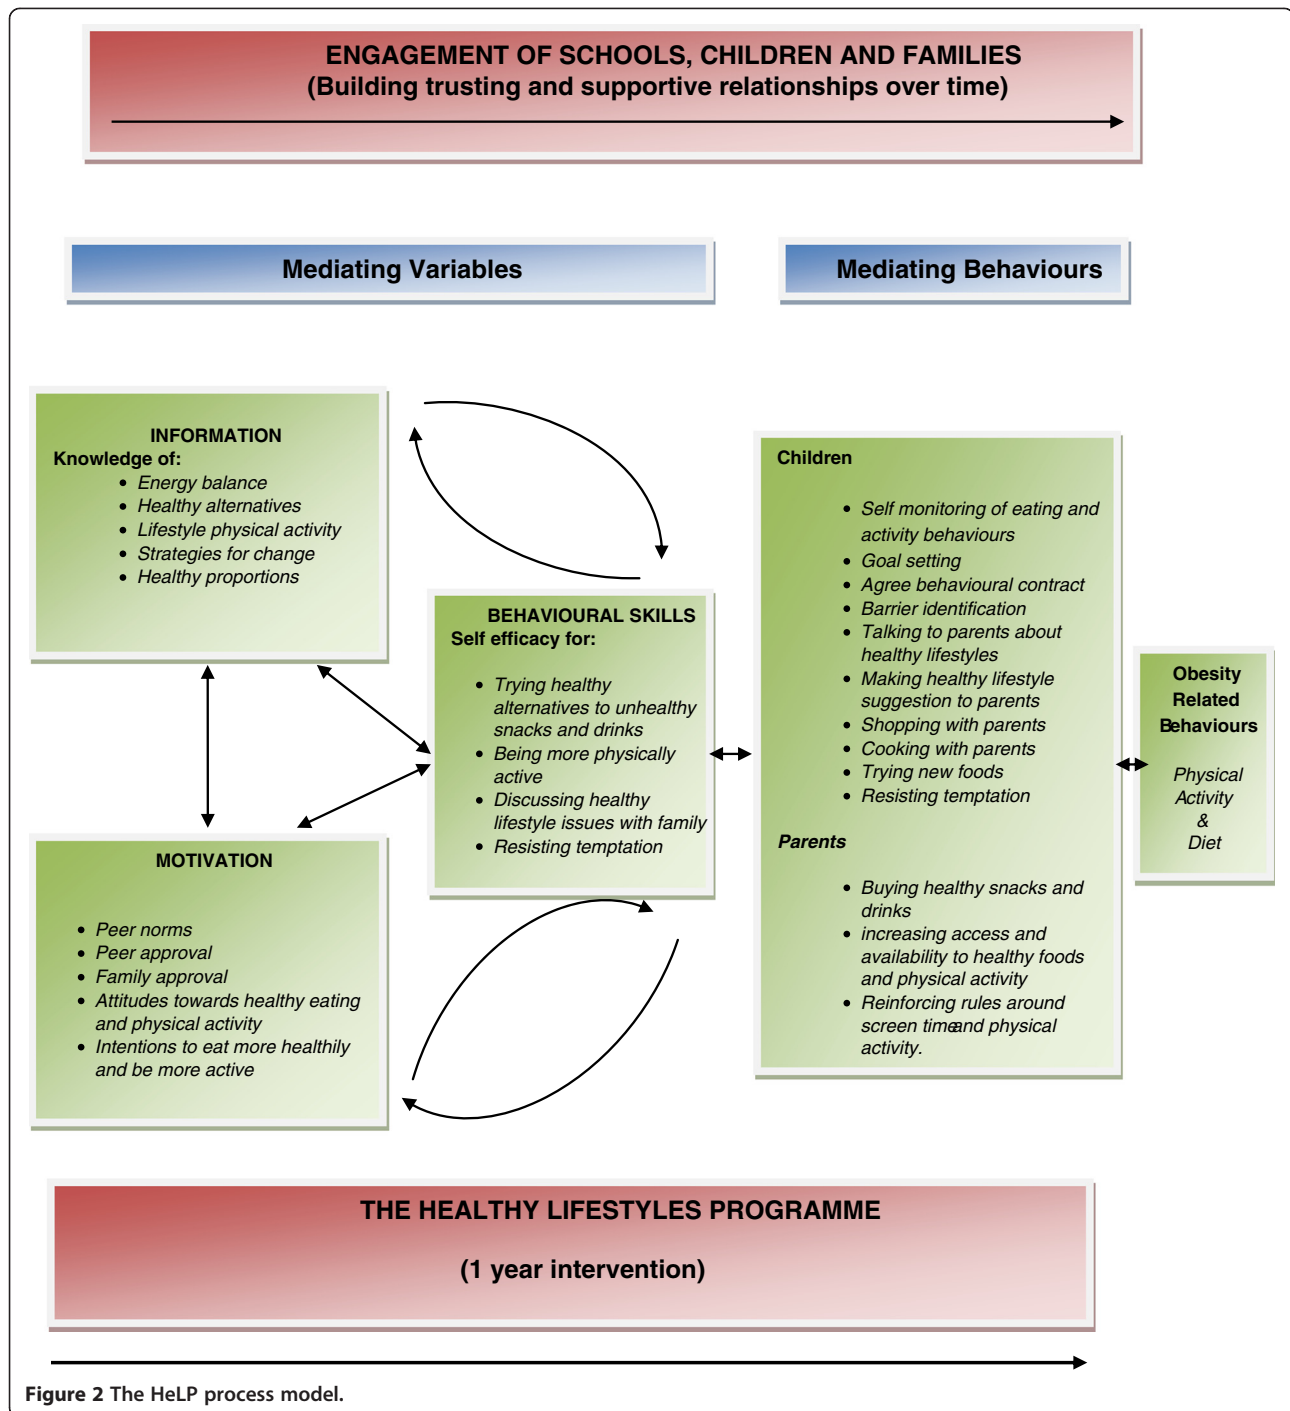 ENGAGEMENT OF SCHOOLS, CHILDREN AND FAMILIES
(Building trusting and supportive relationships over time)
Mediating Variables
Mediating Behaviours
INFORMATION
Knowledge of:
• Energy balance
• Healthy alternatives
• Lifestyle physical activity
• Strategies for change
• Healthy proportions
MOTIVATION
• Peer norms
• Peer approval
• Family approval
• Attitudes towards healthy eating
and physical activity
• Intentions to eat more healthily
and be more active
BEHAVIOURAL SKILLS
Self efficacy for:
• Trying healthy
alternatives to unhealthy
snacks and drinks
• Being more physically
active
• Discussing healthy
lifestyle issues with family
• Resisting temptation
Children
• Self monitoring of eating and
activity behaviours
• Goal setting
• Agree behavioural contract
• Barrier identification
• Talking to parents about
healthy lifestyles
• Making healthy lifestyle
suggestion to parents
• Shopping with parents
• Cooking with parents
• Trying new foods
• Resisting temptation
Parents
• Buying healthy snacks and
drinks
• increasing access and
availability to healthy foods
and physical activity
• Reinforcing rules around
screen time and physical
activity.
Obesity
Related
Behaviours
Physical
Activity
&
Diet
THE HEALTHY LIFESTYLES PROGRAMME
(1 year intervention)
Figure 2 The HeLP process model.